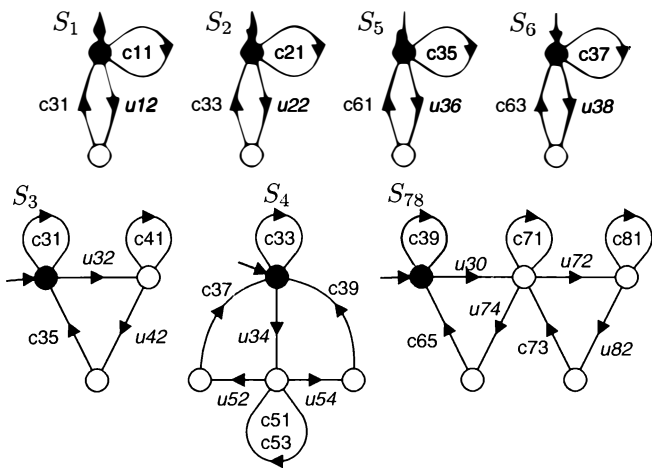 S1 S2 S5 S6
c11 c21 c35 c37
c31 u12 c33 u22 c61 u36 c63 u38
S3 S4 S78
c31 c41 c33 c39 c71 c81
u32 u30 u72
c37 c39
c35 u42 u34 c65 u74 c73 u82
u52 u54
c51
c53